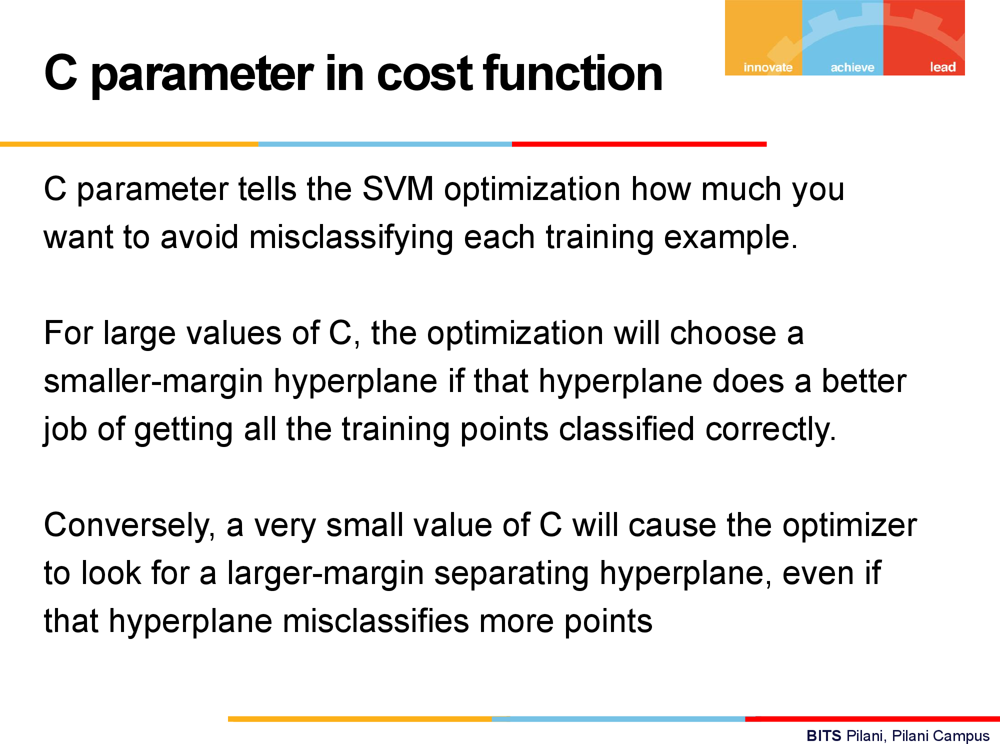 innovate achieve lead
C parameter in cost function
C parameter tells the SVM optimization how much you
want to avoid misclassifying each training example.
For large values of C, the optimization will choose a
smaller-margin hyperplane if that hyperplane does a better
job of getting all the training points classified correctly.
Conversely, a very small value of C will cause the optimizer
to look for a larger-margin separating hyperplane, even if
that hyperplane misclassifies more points
BITS Pilani, Pilani Campus